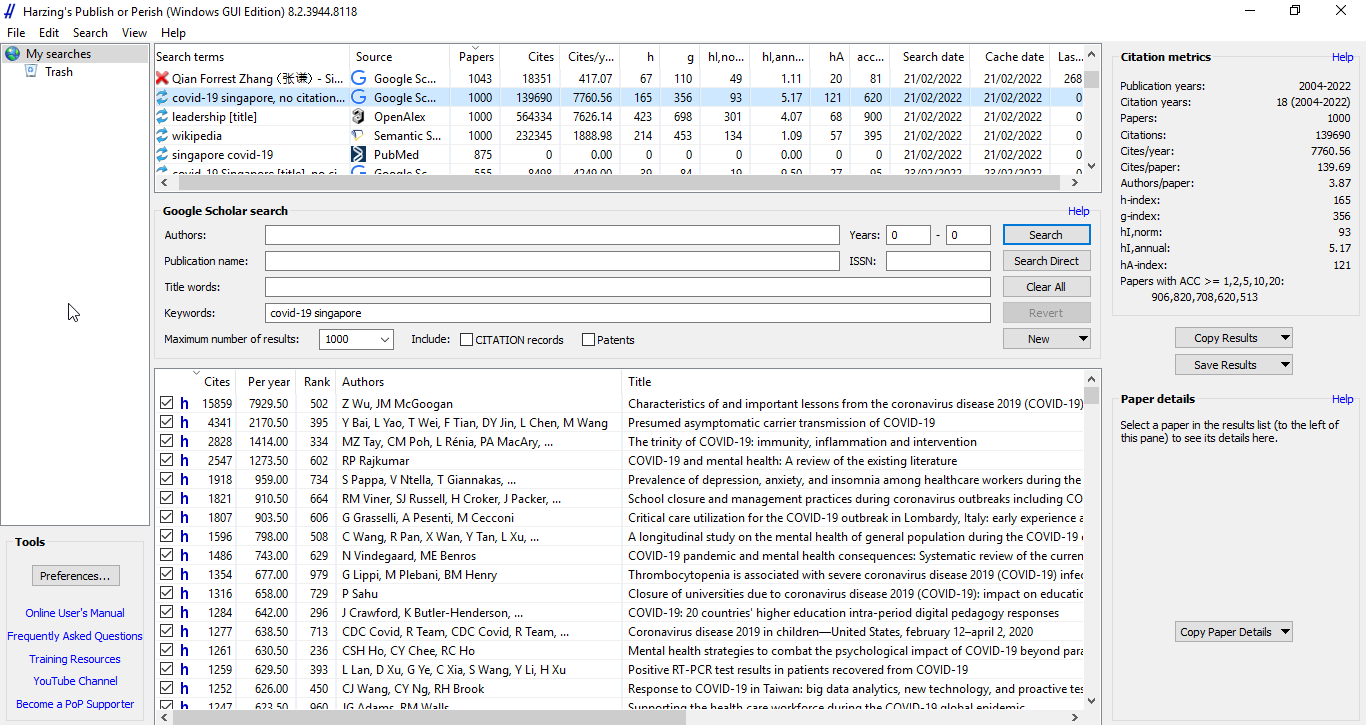 Harzing's Publish or Perish (Windows GUI Edition) 8.2.3944.8118
File Edit Search View Help
My searches
Trash
Search terms Source Papers Cites Cites/y... h g hI,no... hI,ann... hA acc... Search date Cache date Las...
Qian Forrest Zhang (张谦) - Si... Google Sc... 1043 18351 417.07 67 110 49 1.11 20 81 21/02/2022 21/02/2022 268
covid-19 singapore, no citation... Google Sc... 1000 139690 7760.56 165 356 93 5.17 121 620 21/02/2022 21/02/2022 0
leadership [title] OpenAlex 1000 564334 7626.14 423 698 301 4.07 68 900 21/02/2022 21/02/2022 0
wikipedia Semantic S... 1000 232345 1888.98 214 453 134 1.09 57 395 21/02/2022 21/02/2022 0
singapore covid-19 PubMed 875 0 0.00 0 0 0 0.00 0 0 21/02/2022 21/02/2022 0
covid-19 Singapore [title], no ci... Google Sc... 555 8498 4249.00 39 84 19 9.50 27 95 23/02/2022 23/02/2022 0
Google Scholar search Help
Authors: Years: 0 - 0 Search
Publication name: ISSN: Search Direct
Title words: Clear All
Keywords: covid-19 singapore Revert
Maximum number of results: 1000 Include: CITATION records Patents New
Cites Per year Rank Authors Title
h 15859 7929.50 502 Z Wu, JM McGoogan Characteristics of and important lessons from the coronavirus disease 2019 (COVID-19)
h 4341 2170.50 395 Y Bai, L Yao, T Wei, F Tian, DY Jin, L Chen, M Wang Presumed asymptomatic carrier transmission of COVID-19
h 2828 1414.00 334 MZ Tay, CM Poh, L Rénia, PA MacAry, ... The trinity of COVID-19: immunity, inflammation and intervention
h 2547 1273.50 602 RP Rajkumar COVID-19 and mental health: A review of the existing literature
h 1918 959.00 734 S Pappa, V Ntella, T Giannakas, ... Prevalence of depression, anxiety, and insomnia among healthcare workers during the
h 1821 910.50 664 RM Viner, SJ Russell, H Croker, J Packer, ... School closure and management practices during coronavirus outbreaks including CO
h 1807 903.50 606 G Grasselli, A Pesenti, M Cecconi Critical care utilization for the COVID-19 outbreak in Lombardy, Italy: early experience a
h 1596 798.00 508 C Wang, R Pan, X Wan, Y Tan, L Xu, ... A longitudinal study on the mental health of general population during the COVID-19 e
h 1486 743.00 629 N Vindegaard, ME Benros COVID-19 pandemic and mental health consequences: Systematic review of the curren
h 1354 677.00 979 G Lippi, M Plebani, BM Henry Thrombocytopenia is associated with severe coronavirus disease 2019 (COVID-19) infec
h 1316 658.00 729 P Sahu Closure of universities due to coronavirus disease 2019 (COVID-19): impact on educatio
h 1284 642.00 296 J Crawford, K Butler-Henderson, ... COVID-19: 20 countries' higher education intra-period digital pedagogy responses
h 1277 638.50 713 CDC Covid, R Team, CDC Covid, R Team, ... Coronavirus disease 2019 in children—United States, february 12–april 2, 2020
h 1261 630.50 236 CSH Ho, CY Chee, RC Ho Mental health strategies to combat the psychological impact of COVID-19 beyond para
h 1259 629.50 393 L Lan, D Xu, G Ye, C Xia, S Wang, Y Li, H Xu Positive RT-PCR test results in patients recovered from COVID-19
h 1252 626.00 450 CJ Wang, CY Ng, RH Brook Response to COVID-19 in Taiwan: big data analytics, new technology, and proactive tes
h 1247 623.50 960 JG Adams, RM Walls Supporting the health care workforce during the COVID-19 global epidemic
Tools
Preferences...
Online User's Manual
Frequently Asked Questions
Training Resources
YouTube Channel
Become a PoP Supporter
Citation metrics Help
Publication years: 2004-2022
Citation years: 18 (2004-2022)
Papers: 1000
Citations: 139690
Cites/year: 7760.56
Cites/paper: 139.69
Authors/paper: 3.87
h-index: 165
g-index: 356
hI,norm: 93
hI,annual: 5.17
hA-index: 121
Papers with ACC >= 1,2,5,10,20:
906,820,708,620,513
Copy Results
Save Results
Paper details Help
Select a paper in the results list (to the left of
this pane) to see its details here.
Copy Paper Details